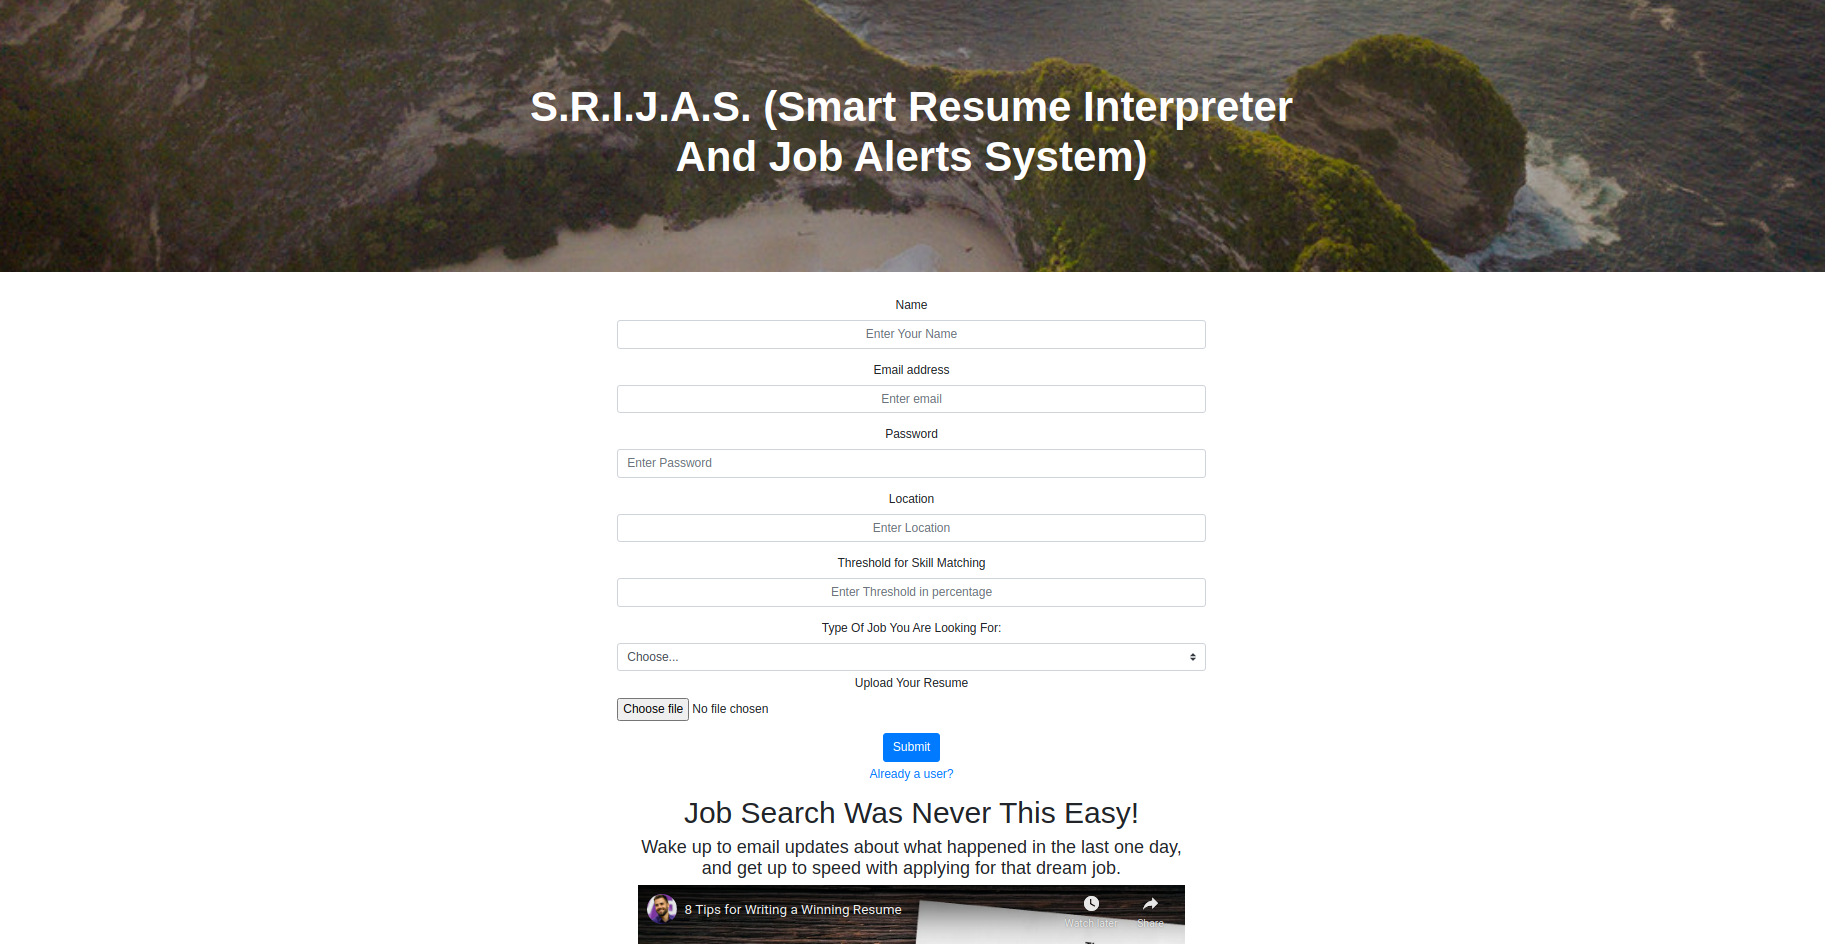 S.R.I.J.A.S. (Smart Resume Interpreter
And Job Alerts System)
Name
Enter Your Name
Email address
Enter email
Password
Enter Password
Location
Enter Location
Threshold for Skill Matching
Enter Threshold in percentage
Type Of Job You Are Looking For:
Choose...
Upload Your Resume
Choose file No file chosen
Submit
Already a user?
Job Search Was Never This Easy!
Wake up to email updates about what happened in the last one day,
and get up to speed with applying for that dream job.
8 Tips for Writing a Winning Resume
Watch later
Share